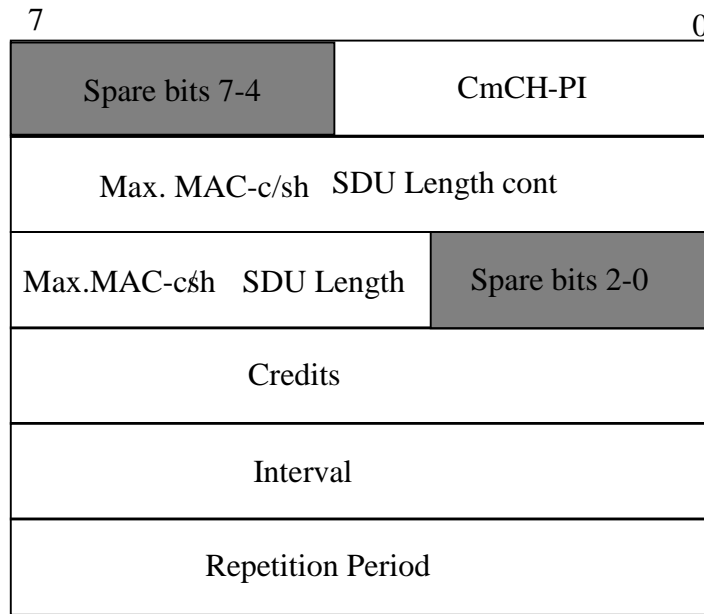 7 0
Spare bits 7-4 CmCH-PI
Max. MAC-c/sh SDU Length cont
Max.MAC-c/sh SDU Length Spare bits 2-0
Credits
Interval
Repetition Period